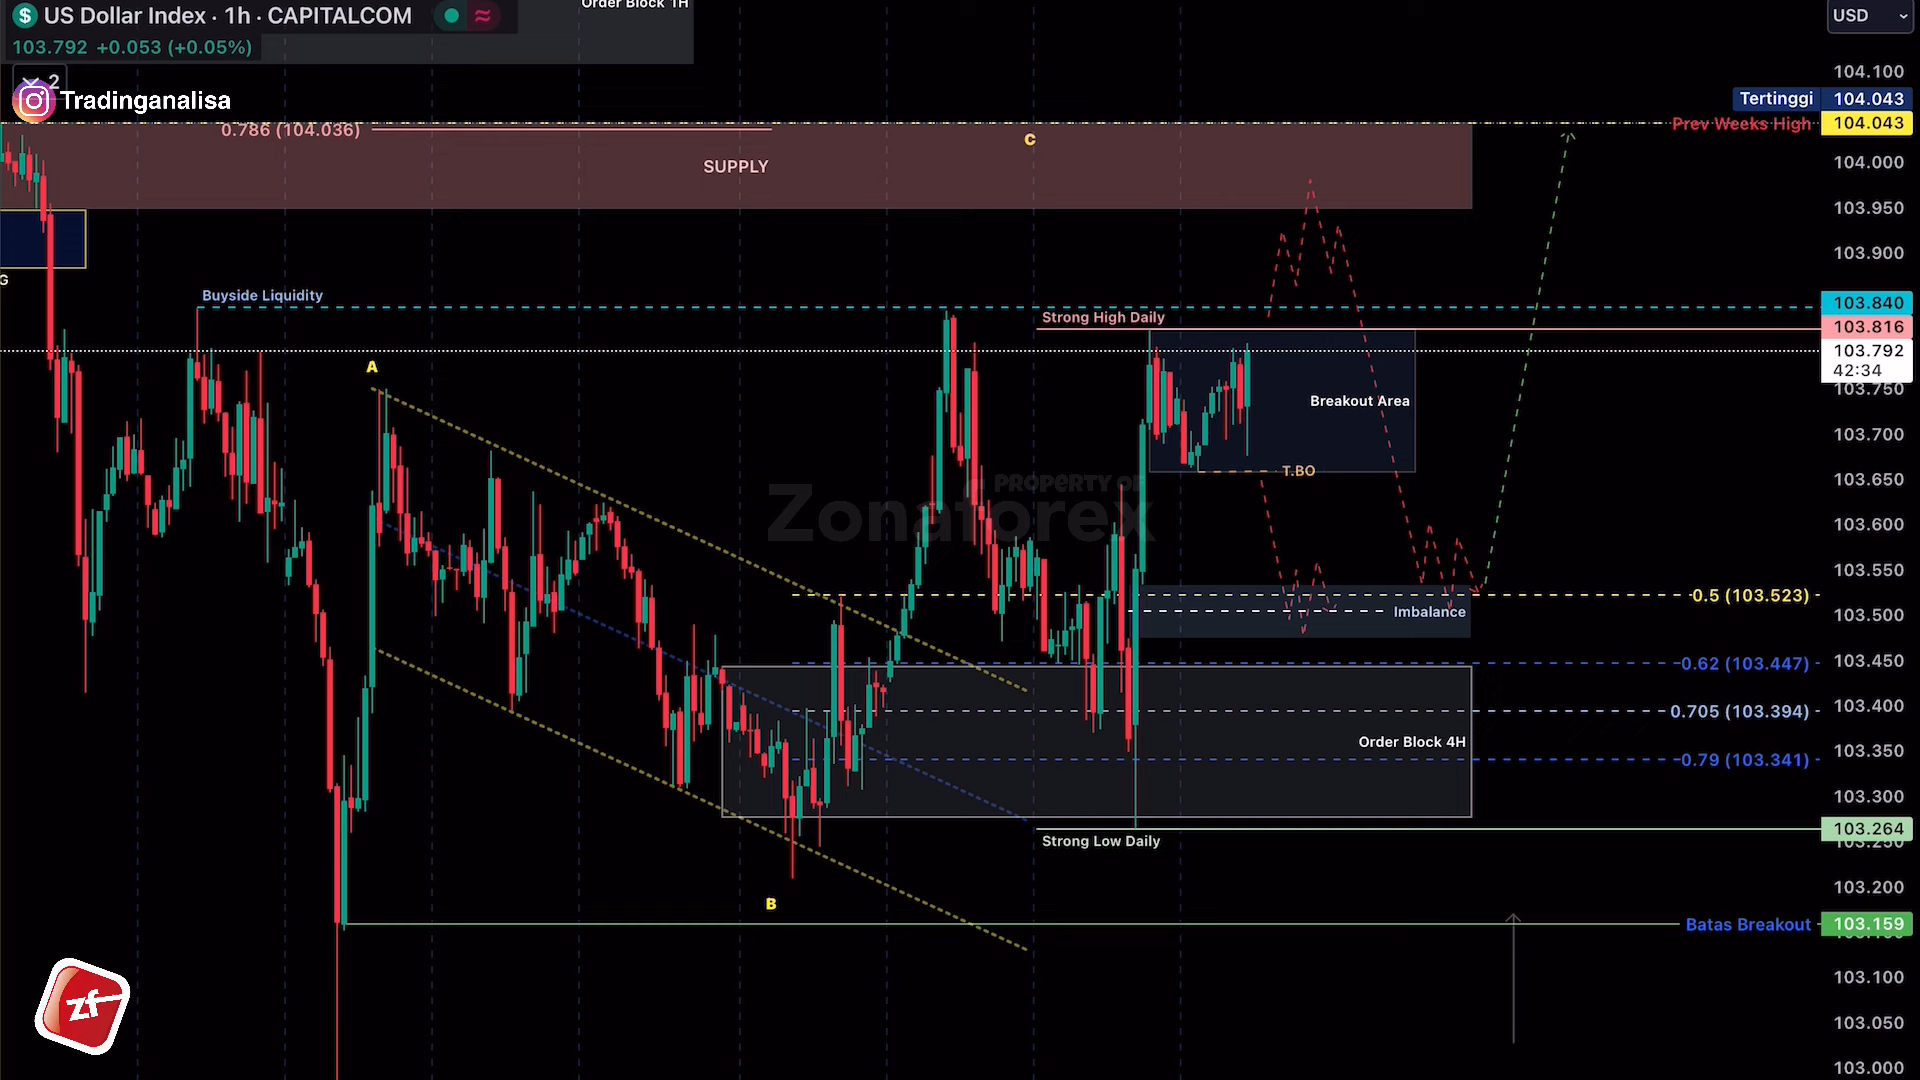 Order Block 1H
US Dollar Index · 1h · CAPITALCOM
USD
103.792 +0.053 (+0.05%)
2
Tradinganalisa
104.100
Tertinggi 104.043
0.786 (104.036)
C
Prev Weeks High 104.043
SUPPLY
104.000
103.950
103.900
G
Buyside Liquidity
103.840
Strong High Daily
103.816
103.792
42:34
A
103.750
Breakout Area
103.700
T.BO
103.650
PROPERTY OF
Zonaforex
103.600
103.550
0.5 (103.523)
Imbalance
103.500
0.62 (103.447)
103.450
0.705 (103.394)
103.400
Order Block 4H
103.350
0.79 (103.341)
103.300
103.264
Strong Low Daily
103.250
103.200
B
Batas Breakout 103.159
103.100
zf
103.050
103.000